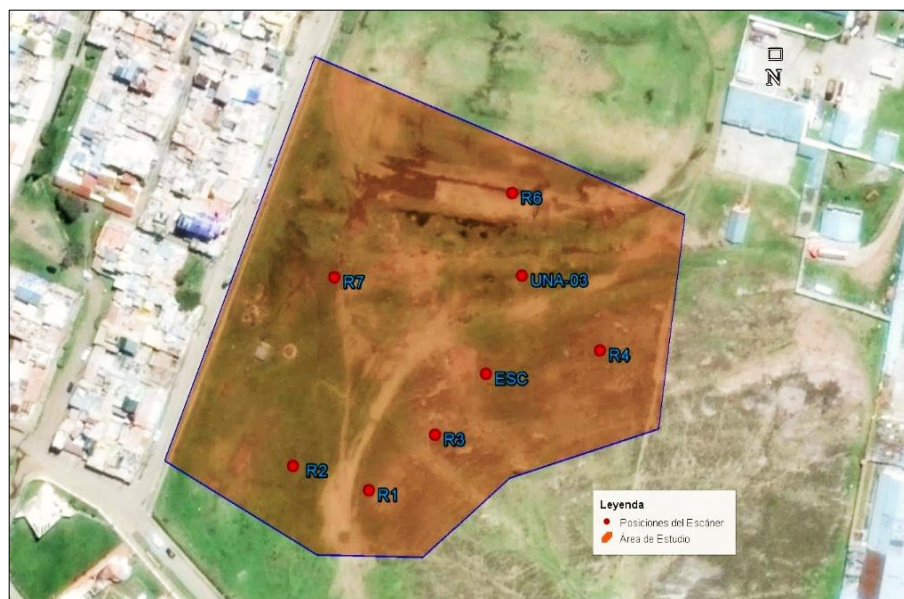 N
R6
R7
UNA-03
R4
ESC
R3
R2
R1
Leyenda
Posiciones del Escáner
Área de Estudio